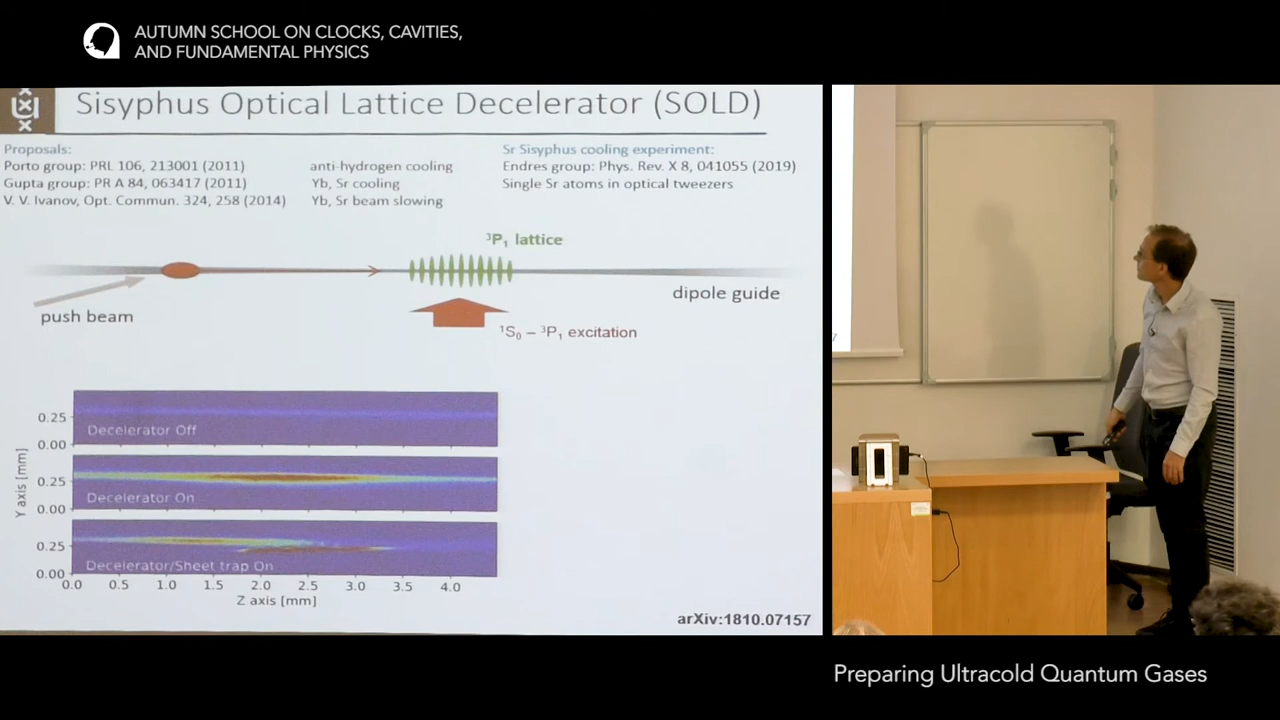 AUTUMN SCHOOL ON CLOCKS, CAVITIES,
AND FUNDAMENTAL PHYSICS
Sisyphus Optical Lattice Decelerator (SOLD)
Proposals:
Porto group: PRL 106, 213001 (2011) anti-hydrogen cooling
Gupta group: PR A 84, 063417 (2011) Yb, Sr cooling
V. V. Ivanov, Opt. Commun. 324, 258 (2014) Yb, Sr beam slowing
Sr Sisyphus cooling experiment:
Endres group: Phys. Rev. X 8, 041055 (2019)
Single Sr atoms in optical tweezers
³P₁ lattice
dipole guide
push beam
¹S₀ – ³P₁ excitation
0.25
Decelerator Off
0.00
0.25
Decelerator On
0.00
0.25
Decelerator/Sheet trap On
0.00
Y axis [mm]
0.0 0.5 1.0 1.5 2.0 2.5 3.0 3.5 4.0
Z axis [mm]
arXiv:1810.07157
7
Preparing Ultracold Quantum Gases